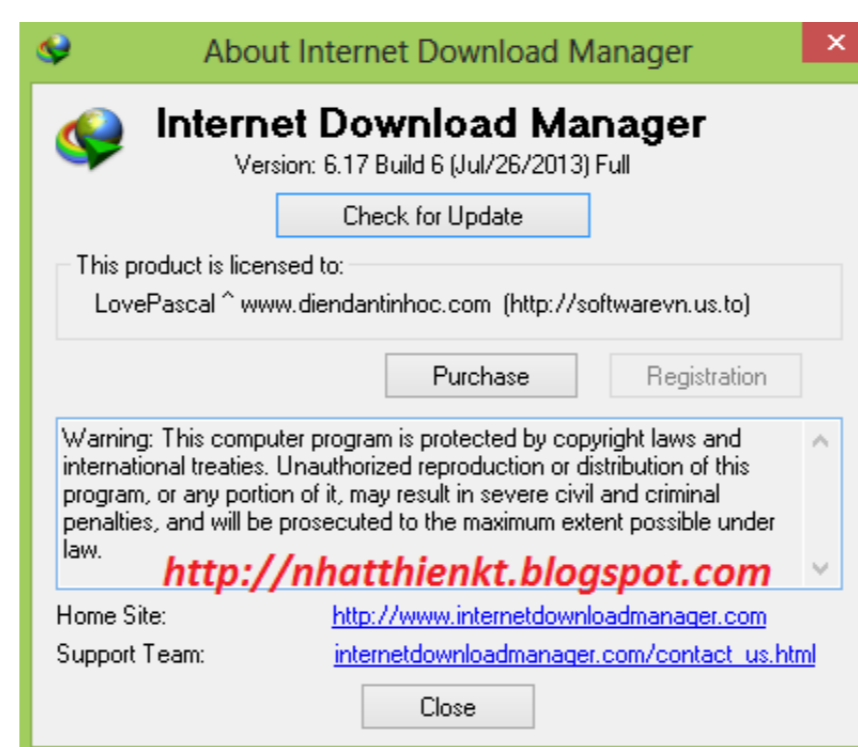 About Internet Download Manager
Internet Download Manager
Version: 6.17 Build 6 (Jul/26/2013) Full
Check for Update
This product is licensed to:
LovePascal ^ www.diendantinhoc.com (http://softwarevn.us.to)
Purchase
Registration
Warning: This computer program is protected by copyright laws and
international treaties. Unauthorized reproduction or distribution of this
program, or any portion of it, may result in severe civil and criminal
penalties, and will be prosecuted to the maximum extent possible under
law.
http://nhatthienkt.blogspot.com
Home Site: http://www.internetdownloadmanager.com
Support Team: internetdownloadmanager.com/contact_us.html
Close